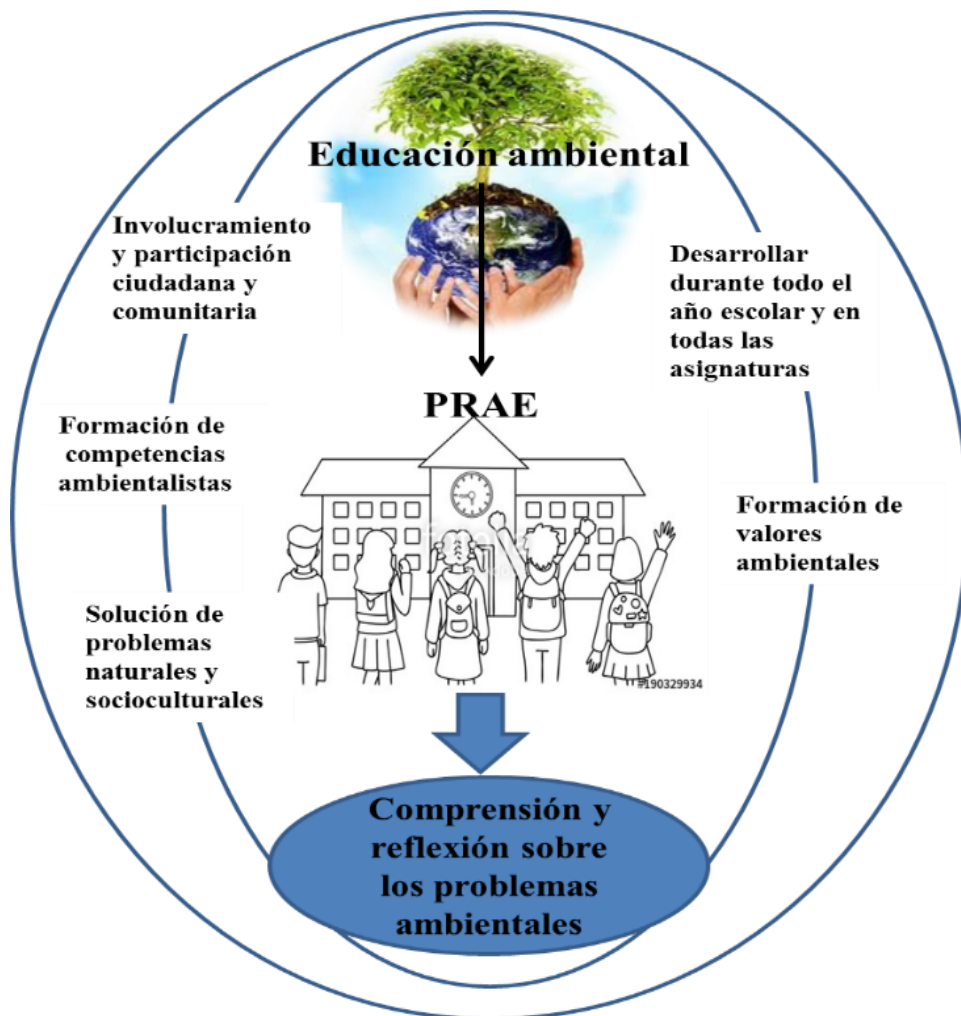 Educación ambiental
Involucramiento
y participación
ciudadana y
comunitaria
Desarrollar
durante todo el
año escolar y en
todas las
asignaturas
PRAE
Formación de
competencias
ambientalistas
Formación de
valores
ambientales
Solución de
problemas
naturales y
socioculturales
#190329934
Comprensión y
reflexión sobre
los problemas
ambientales